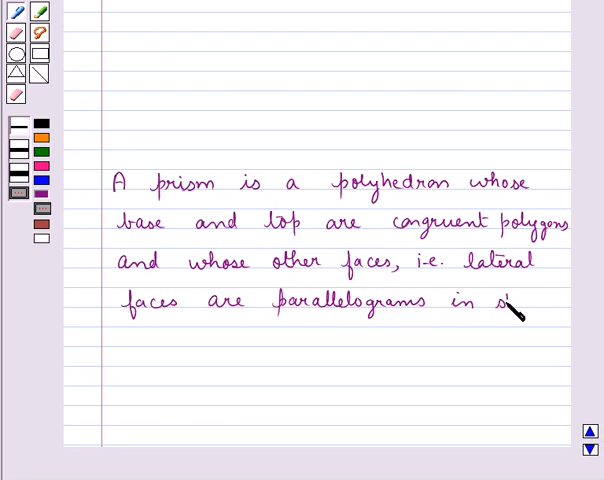 A prism is a polyhedron whose
base and top are congruent polygons
and whose other faces, i.e. lateral
faces are parallelograms in